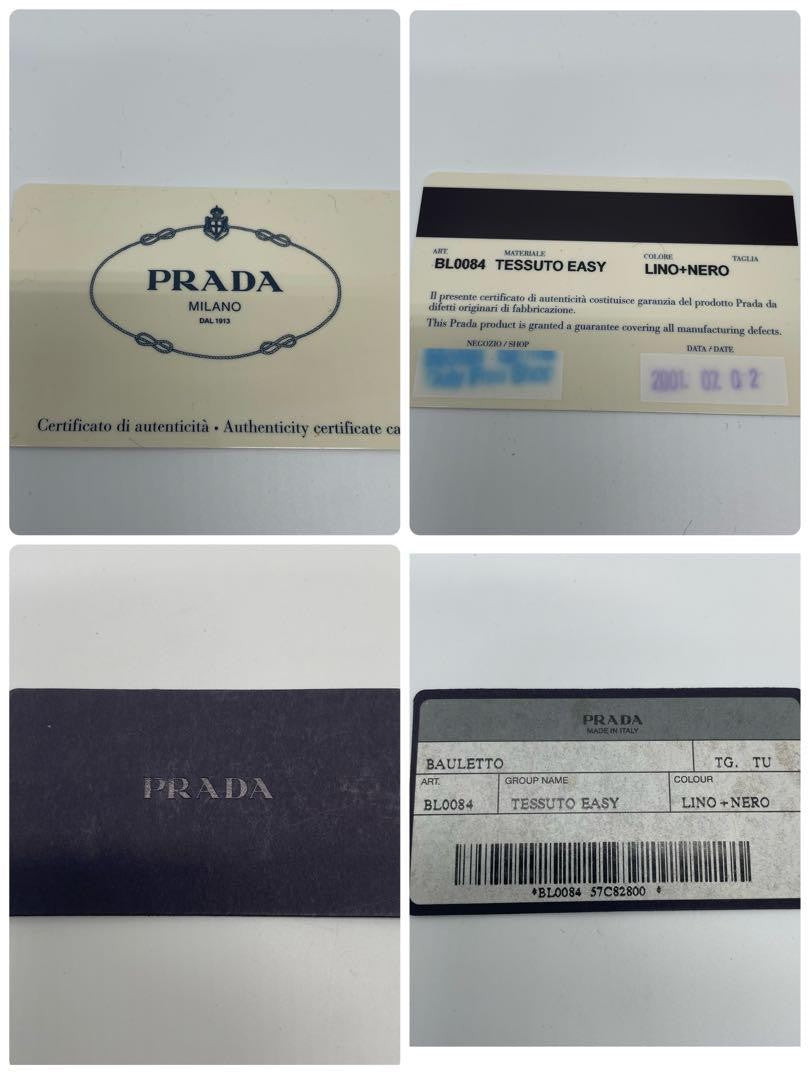 PRADA
MILANO
DAL 1913
Certificato di autenticità • Authenticity certificate ca
ART. MATERIALE COLORE TAGLIA
BL0084 TESSUTO EASY LINO+NERO
Il presente certificato di autenticità costituisce garanzia del prodotto Prada da
difetti originari di fabbricazione.
This Prada product is granted a guarantee covering all manufacturing defects.
NEGOZIO / SHOP DATA / DATE
2001. 02. 02
PRADA
PRADA
MADE IN ITALY
BAULETTO TG. TU
ART. GROUP NAME COLOUR
BL0084 TESSUTO EASY LINO+NERO
*BL0084 57C82800 *